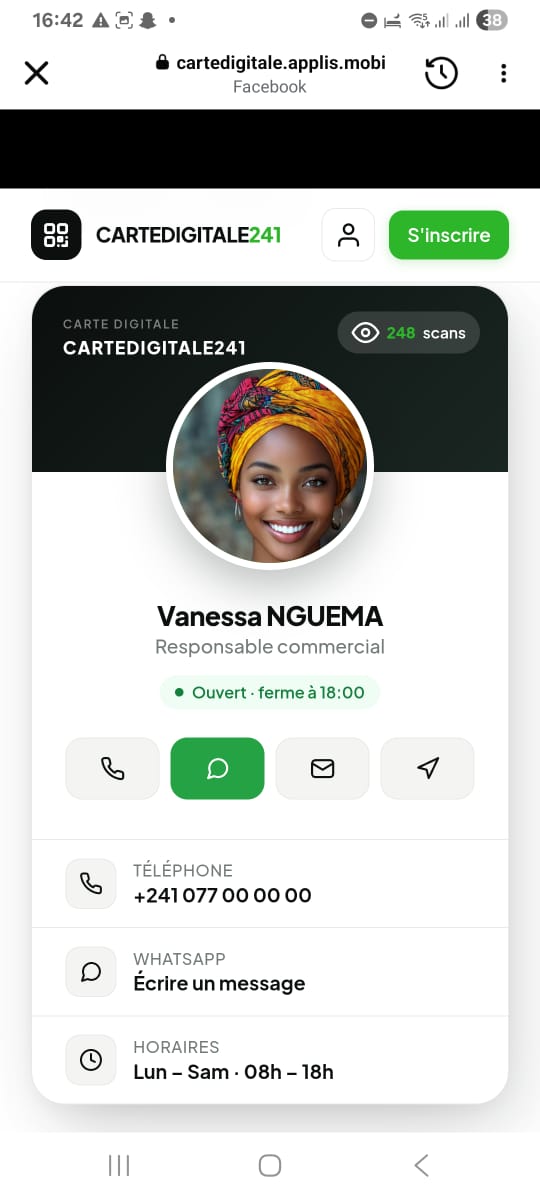 16:42
38
cartedigitale.applis.mobi
Facebook
CARTEDIGITALE241
S'inscrire
CARTE DIGITALE
CARTEDIGITALE241
248 scans
Vanessa NGUEMA
Responsable commercial
Ouvert · ferme à 18:00
TÉLÉPHONE
+241 077 00 00 00
WHATSAPP
Écrire un message
HORAIRES
Lun – Sam · 08h – 18h